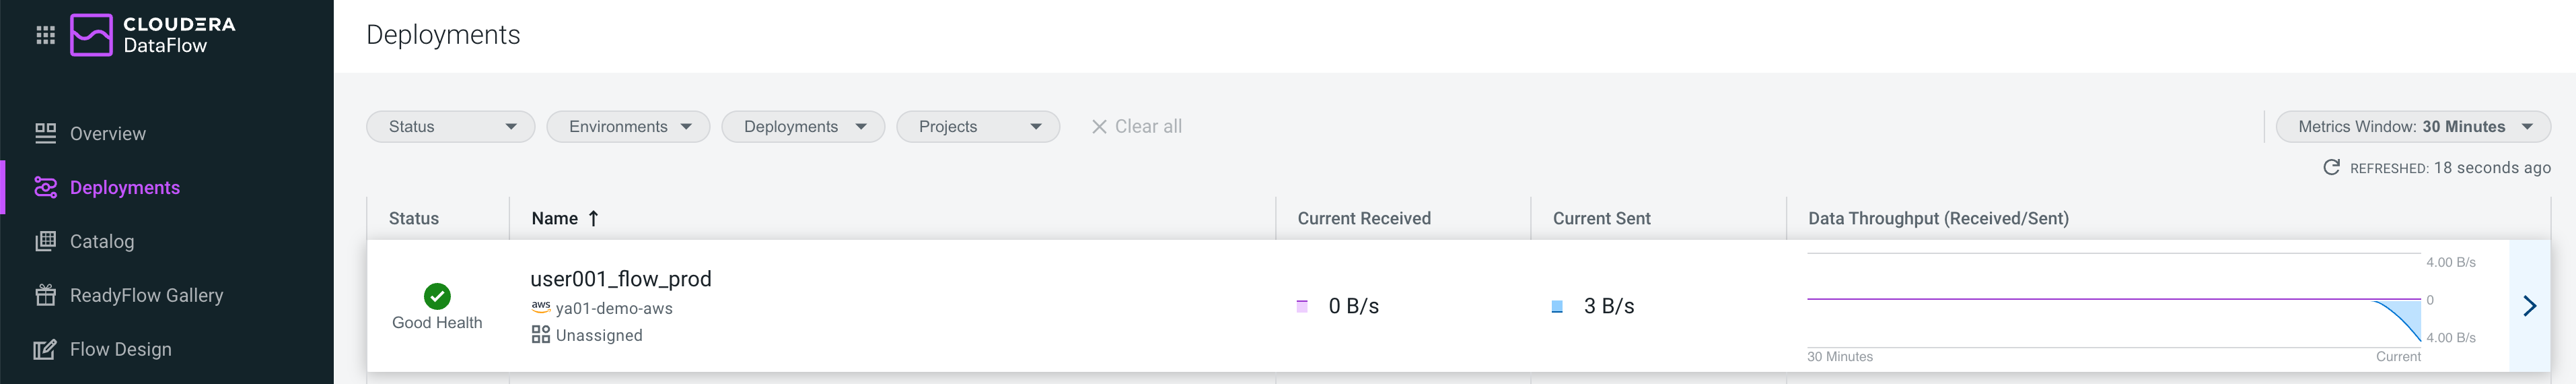 CLOUDERA
DataFlow
Overview
Deployments
Catalog
ReadyFlow Gallery
Flow Design
Deployments
Status
Environments
Deployments
Projects
Clear all
Metrics Window: 30 Minutes
REFRESHED: 18 seconds ago
Status
Name
Current Received
Current Sent
Data Throughput (Received/Sent)
Good Health
user001_flow_prod
aws ya01-demo-aws
Unassigned
0 B/s
3 B/s
4.00 B/s
0
4.00 B/s
30 Minutes
Current